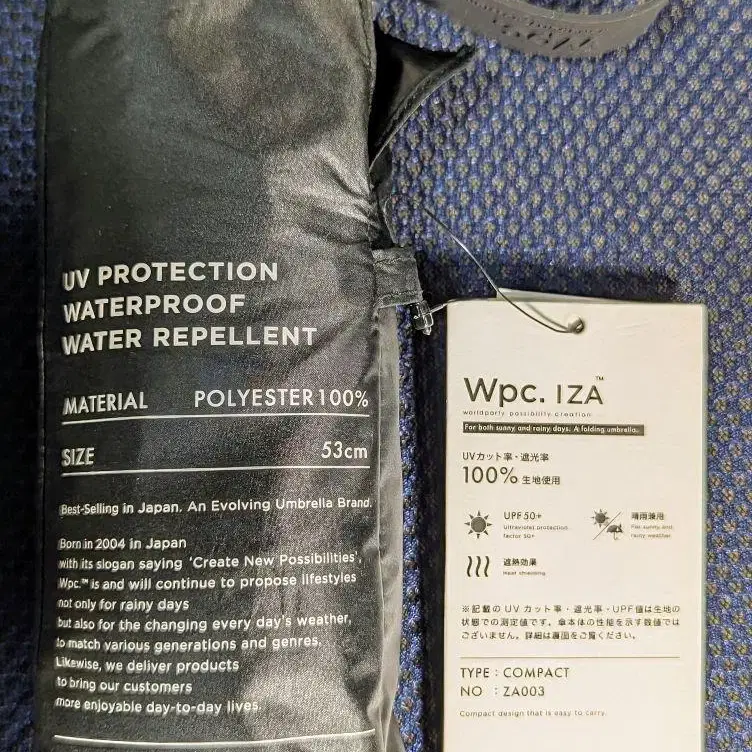 UV PROTECTION
WATERPROOF
WATER REPELLENT
MATERIAL POLYESTER100%
SIZE 53cm
Best-Selling in Japan. An Evolving Umbrella Brand.
Born in 2004 in Japan
with its slogan saying ‘Create New Possibilities’,
Wpc.™ is and will continue to propose lifestyles
not only for rainy days
but also for the changing every day’s weather,
to match various generations and genres.
Likewise, we deliver products
to bring our customers
more enjoyable day-to-day lives.
Wpc. IZA™
worldparty possibility creation
For both sunny and rainy days. A folding umbrella.
UVカット率・遮光率
100% 生地使用
UPF50+
Ultraviolet protection
factor 50+
晴雨兼用
For sunny and
rainy weather
遮熱効果
Heat shielding
※記載のUVカット率・遮光率・UPF値は生地の
状態での測定値です。傘本体の性能を示す数値では
ございません。詳細は裏面をご覧ください。
TYPE : COMPACT
NO : ZA003
Compact design that is easy to carry.